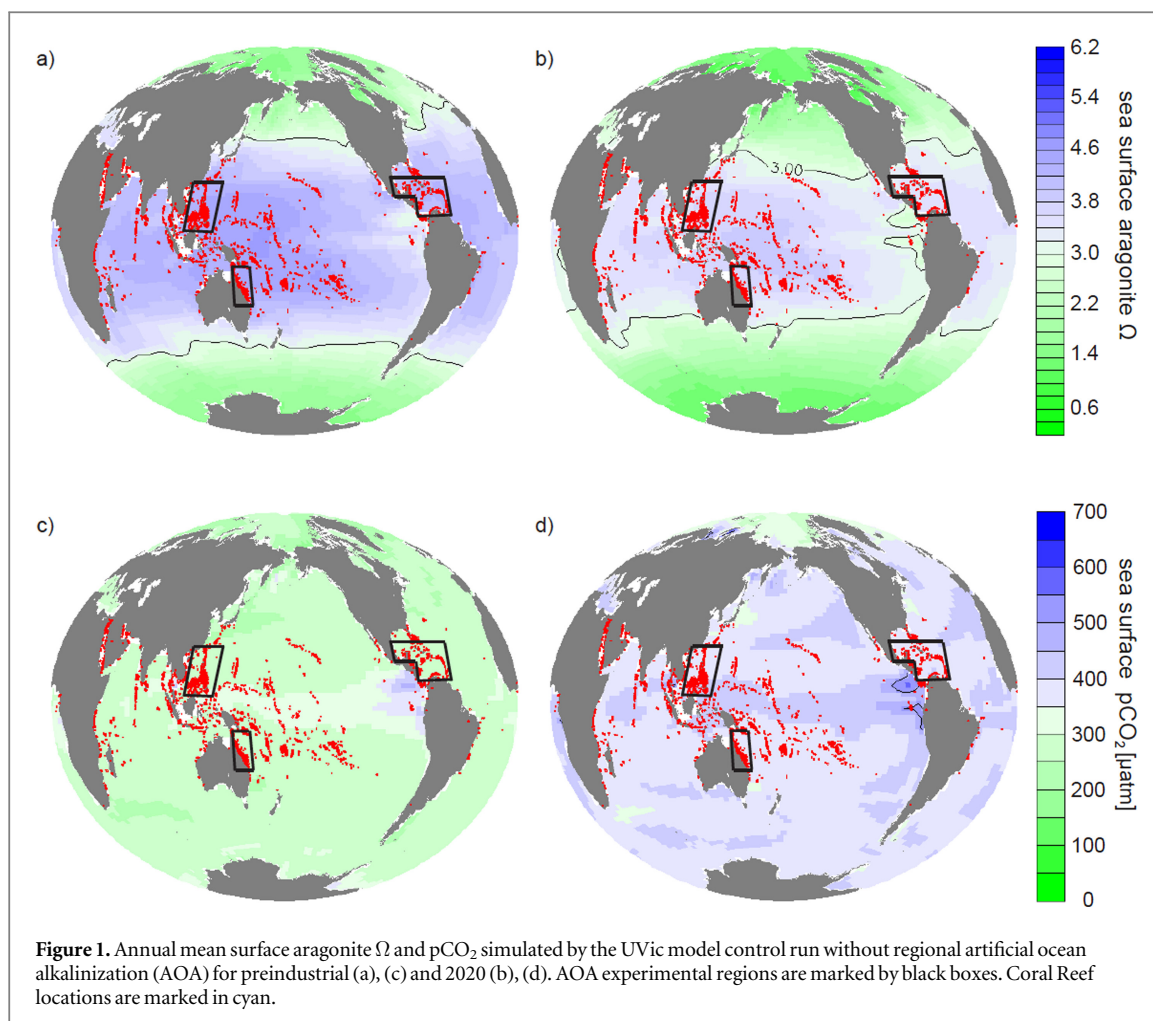 a)
b)
3.00
6.2
5.4
4.6
3.8
3.0
2.2
1.4
0.6
sea surface aragonite Ω
c)
d)
700
600
500
400
300
200
100
0
sea surface pCO₂ [µatm]
Figure 1. Annual mean surface aragonite Ω and pCO₂ simulated by the UVic model control run without regional artificial ocean
alkalinization (AOA) for preindustrial (a), (c) and 2020 (b), (d). AOA experimental regions are marked by black boxes. Coral Reef
locations are marked in cyan.